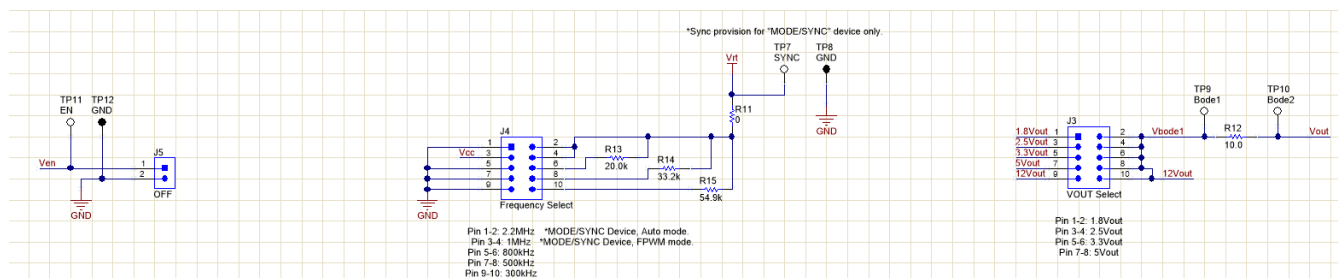 *Sync provision for "MODE/SYNC" device only.
TP7
SYNC
TP8
GND
Vrt
R11
0
GND
TP11
EN
TP12
GND
J5
Ven
1
2
OFF
GND
J4
1
2
Vcc
3
4
5
6
7
8
9
10
R13
20.0k
R14
33.2k
R15
54.9k
GND
Frequency Select
Pin 1-2: 2.2MHz *MODE/SYNC Device, Auto mode.
Pin 3-4: 1MHz *MODE/SYNC Device, FPWM mode.
Pin 5-6: 800kHz
Pin 7-8: 500kHz
Pin 9-10: 300kHz
TP9
Bode1
TP10
Bode2
J3
1.8Vout
1
2
Vbode1
R12
10.0
Vout
2.5Vout
3
4
3.3Vout
5
6
5Vout
7
8
12Vout
9
10
12Vout
VOUT Select
Pin 1-2: 1.8Vout
Pin 3-4: 2.5Vout
Pin 5-6: 3.3Vout
Pin 7-8: 5Vout